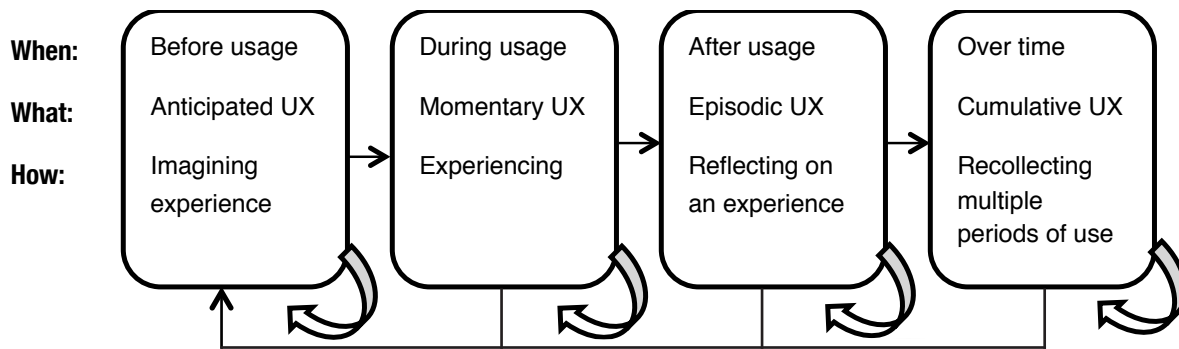 When: Before usage During usage After usage Over time
What: Anticipated UX Momentary UX Episodic UX Cumulative UX
How: Imagining Experiencing Reflecting on Recollecting
experience an experience multiple
periods of use